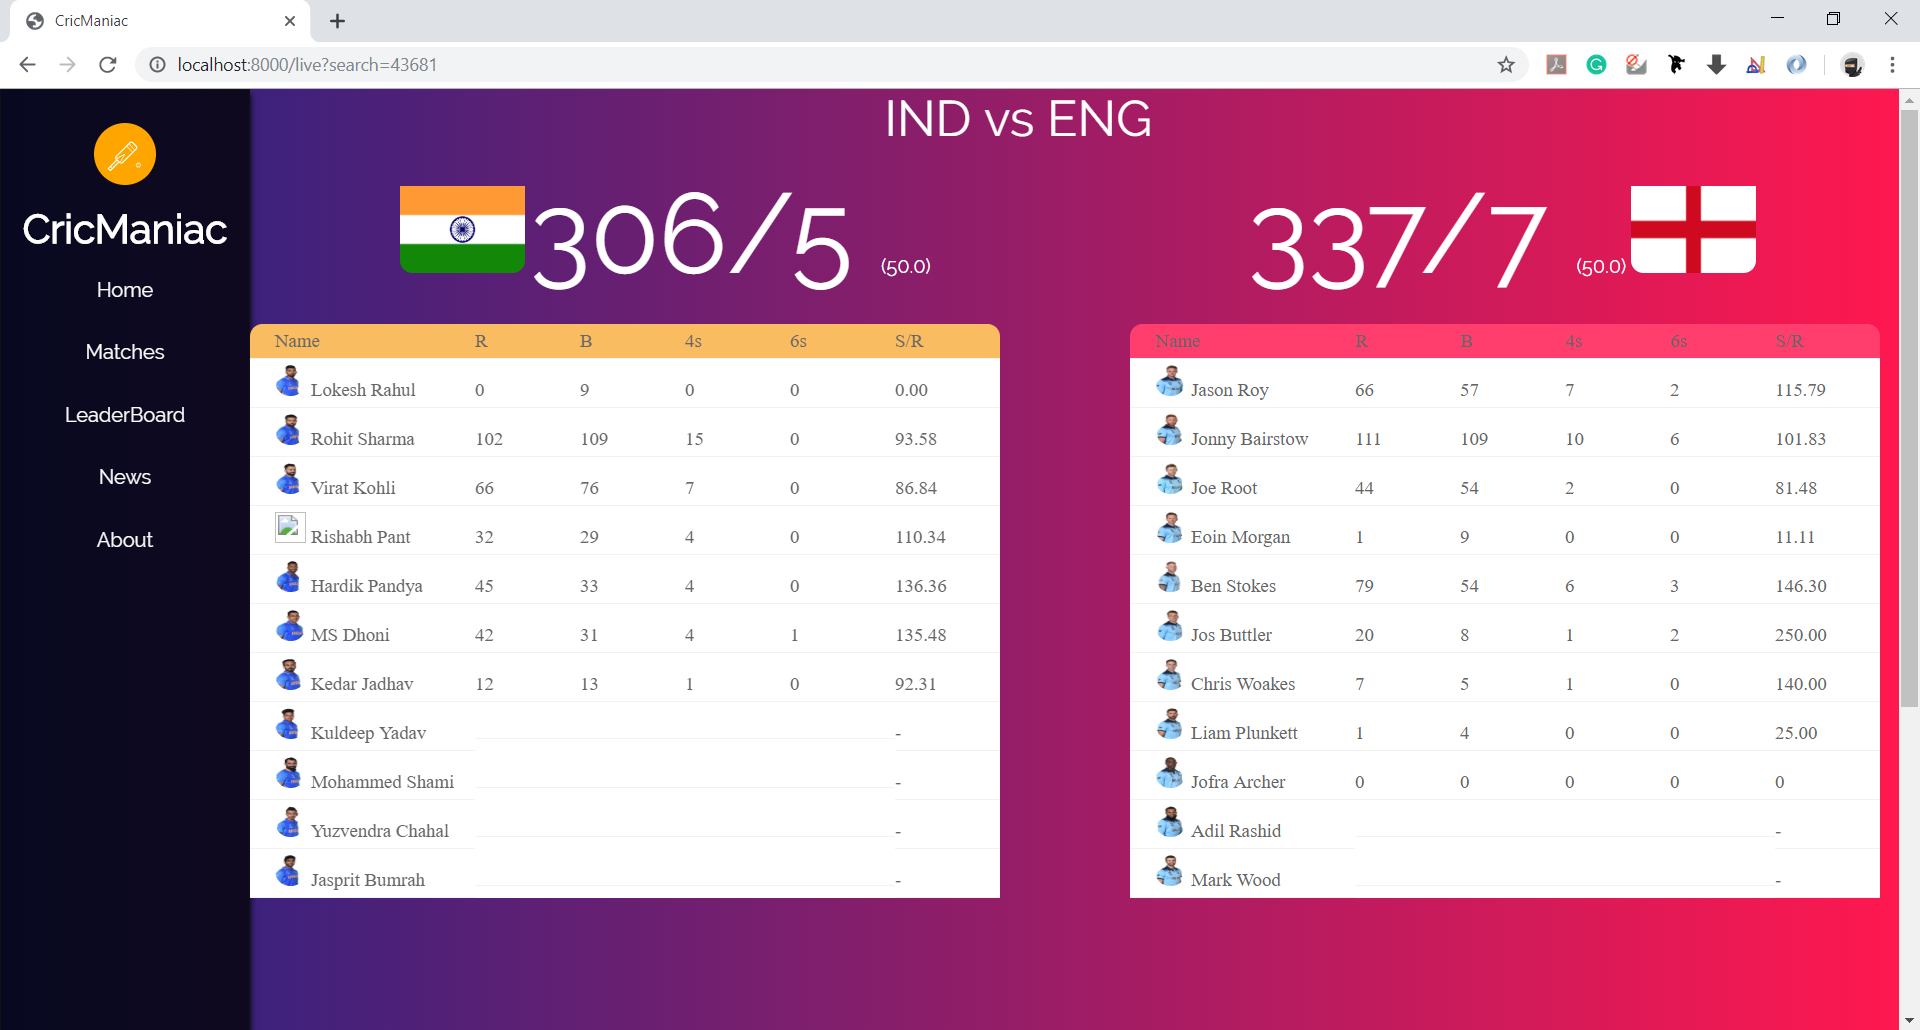 CricManiac
localhost:8000/live?search=43681
CricManiac
Home
Matches
LeaderBoard
News
About
IND vs ENG
306/5 (50.0)
337/7 (50.0)
Name R B 4s 6s S/R
Lokesh Rahul 0 9 0 0 0.00
Rohit Sharma 102 109 15 0 93.58
Virat Kohli 66 76 7 0 86.84
Rishabh Pant 32 29 4 0 110.34
Hardik Pandya 45 33 4 0 136.36
MS Dhoni 42 31 4 1 135.48
Kedar Jadhav 12 13 1 0 92.31
Kuldeep Yadav -
Mohammed Shami -
Yuzvendra Chahal -
Jasprit Bumrah -
Name R B 4s 6s S/R
Jason Roy 66 57 7 2 115.79
Jonny Bairstow 111 109 10 6 101.83
Joe Root 44 54 2 0 81.48
Eoin Morgan 1 9 0 0 11.11
Ben Stokes 79 54 6 3 146.30
Jos Buttler 20 8 1 2 250.00
Chris Woakes 7 5 1 0 140.00
Liam Plunkett 1 4 0 0 25.00
Jofra Archer 0 0 0 0 0
Adil Rashid -
Mark Wood -